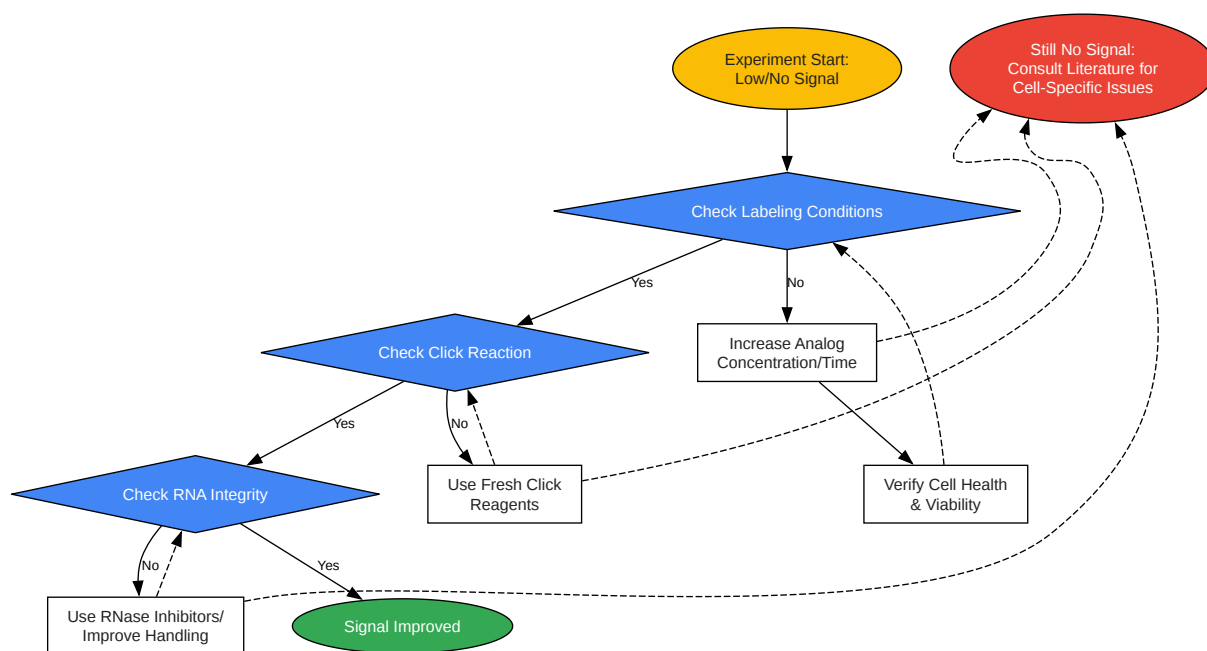 Experiment Start:
Low/No Signal
Still No Signal:
Consult Literature for
Cell-Specific Issues
Check Labeling Conditions
Yes
No
Check Click Reaction
Increase Analog
Concentration/Time
Yes
No
Check RNA Integrity
Use Fresh Click
Reagents
Verify Cell Health
& Viability
No
Yes
Use RNase Inhibitors/
Improve Handling
Signal Improved